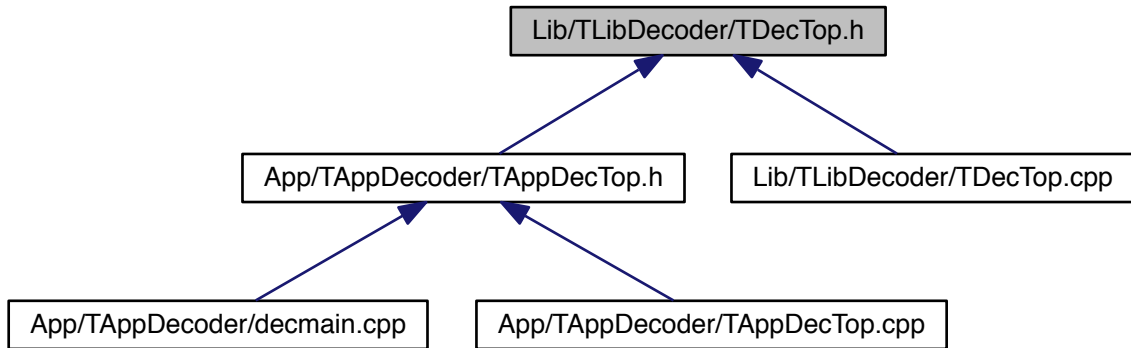 Lib/TLibDecoder/TDecTop.h
App/TAppDecoder/TAppDecTop.h
Lib/TLibDecoder/TDecTop.cpp
App/TAppDecoder/decmain.cpp
App/TAppDecoder/TAppDecTop.cpp